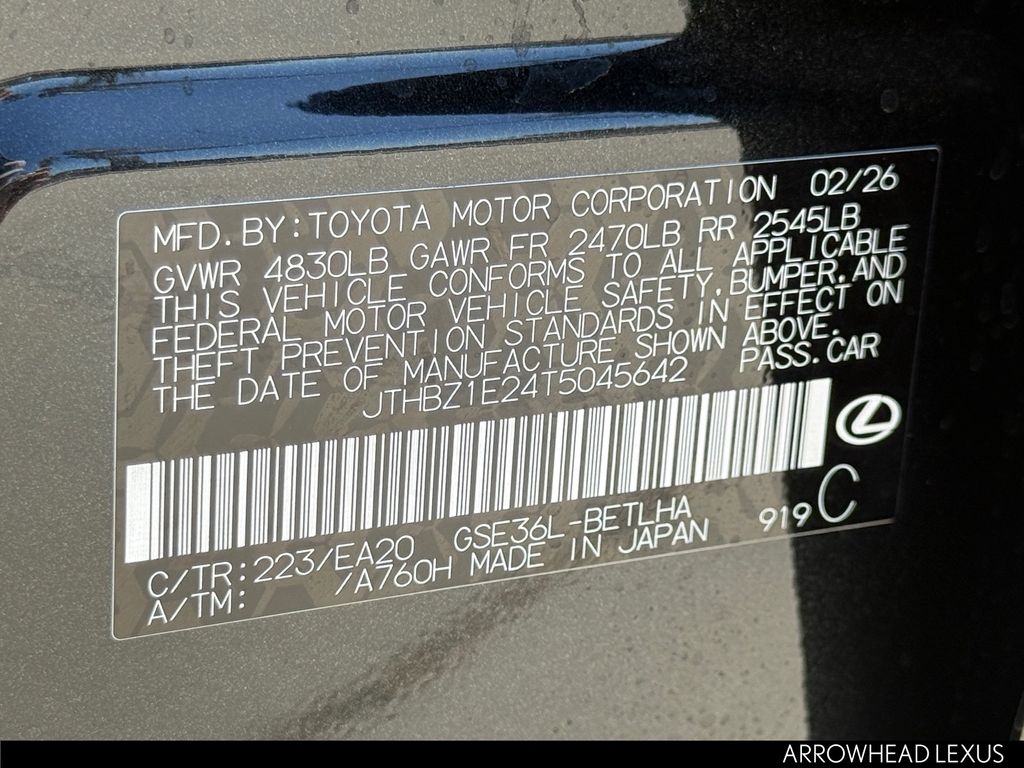 MFD. BY: TOYOTA MOTOR CORPORATION 02/26
GVWR 4830LB GAWR FR 2470LB RR 2545LB
THIS VEHICLE CONFORMS TO ALL APPLICABLE
FEDERAL MOTOR VEHICLE SAFETY, BUMPER, AND
THEFT PREVENTION STANDARDS IN EFFECT ON
THE DATE OF MANUFACTURE SHOWN ABOVE.
JTHBZ1E24T5045642 PASS. CAR
C/TR: 223/EA20 GSE36L-BETLHA 919 C
A/TM: /A760H MADE IN JAPAN
ARROWHEAD LEXUS